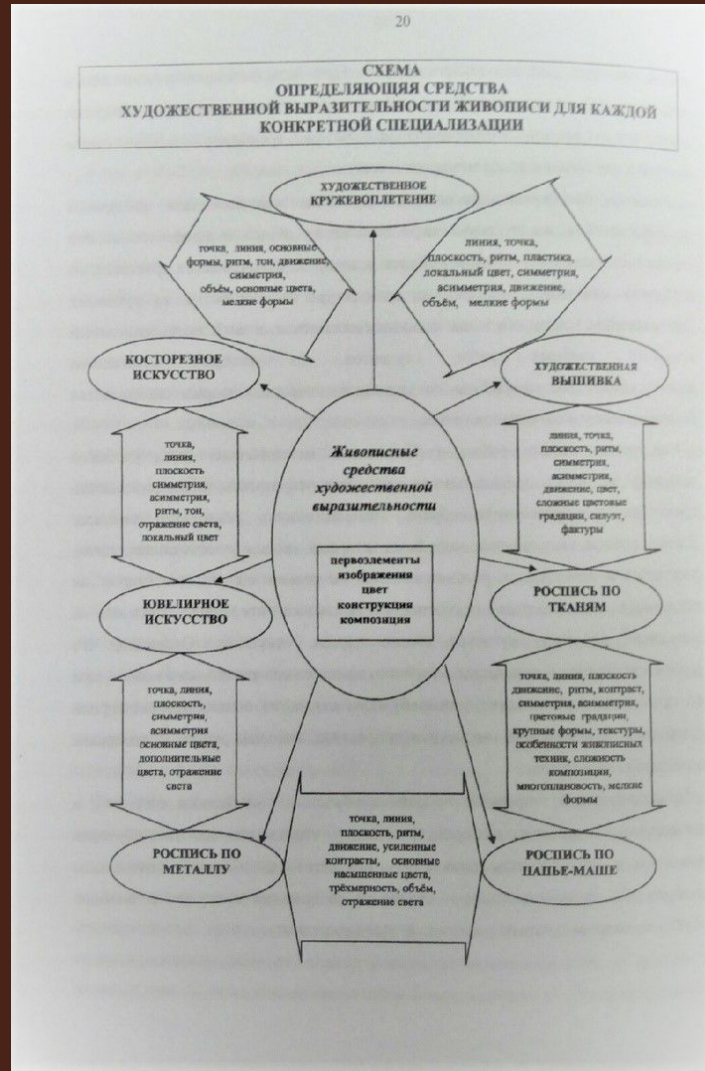 20
СХЕМА
ОПРЕДЕЛЯЮЩАЯ СРЕДСТВА
ХУДОЖЕСТВЕННОЙ ВЫРАЗИТЕЛЬНОСТИ ЖИВОПИСИ ДЛЯ КАЖДОЙ
КОНКРЕТНОЙ СПЕЦИАЛИЗАЦИИ
ХУДОЖЕСТВЕННОЕ
КРУЖЕВОПЛЕТЕНИЕ
точка, линия, основные
формы, ритм, тон, движение,
симметрия,
объём, основные цвета,
мелкие формы
линия, точка,
плоскость, ритм, пластика,
локальный цвет, симметрия,
асимметрия, движение,
объём, мелкие формы
КОСТОРЕЗНОЕ
ИСКУССТВО
ХУДОЖЕСТВЕННАЯ
ВЫШИВКА
точка,
линия,
плоскость
симметрия,
асимметрия,
ритм, тон,
отражение света,
локальный цвет
Живописные
средства
художественной
выразительности
первоэлементы
изображения
цвет
конструкция
композиция
линия, точка,
плоскость, ритм,
симметрия,
асимметрия,
движение, цвет,
сложные цветовые
градации, силуэт,
фактуры
ЮВЕЛИРНОЕ
ИСКУССТВО
РОСПИСЬ ПО
ТКАНЯМ
точка, линия,
плоскость,
симметрия,
асимметрия
основные цвета,
дополнительные
цвета, отражение
света
точка, линия, плоскость
движение, ритм, контраст,
симметрия, асимметрия,
цветовые градации,
крупные формы, текстуры,
особенности живописных
техник, сложность
композиции,
многоплановость, мелкие
формы
точка, линия,
плоскость, ритм,
движение, усиленные
контрасты, основные
насыщенные цвета,
трёхмерность, объём,
отражение света
РОСПИСЬ ПО
МЕТАЛЛУ
РОСПИСЬ ПО
ПАПЬЕ-МАШЕ